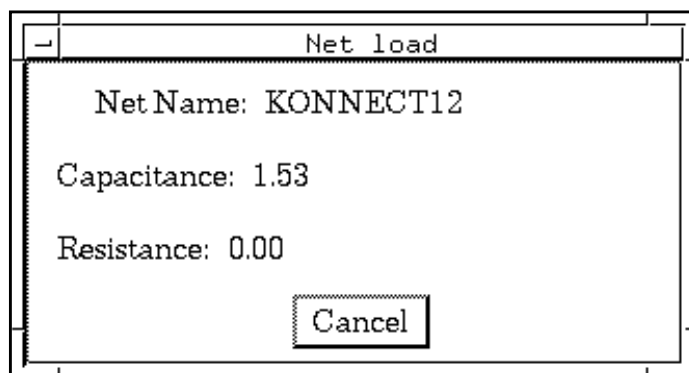 Net load
Net Name: KONNECT12
Capacitance: 1.53
Resistance: 0.00
Cancel